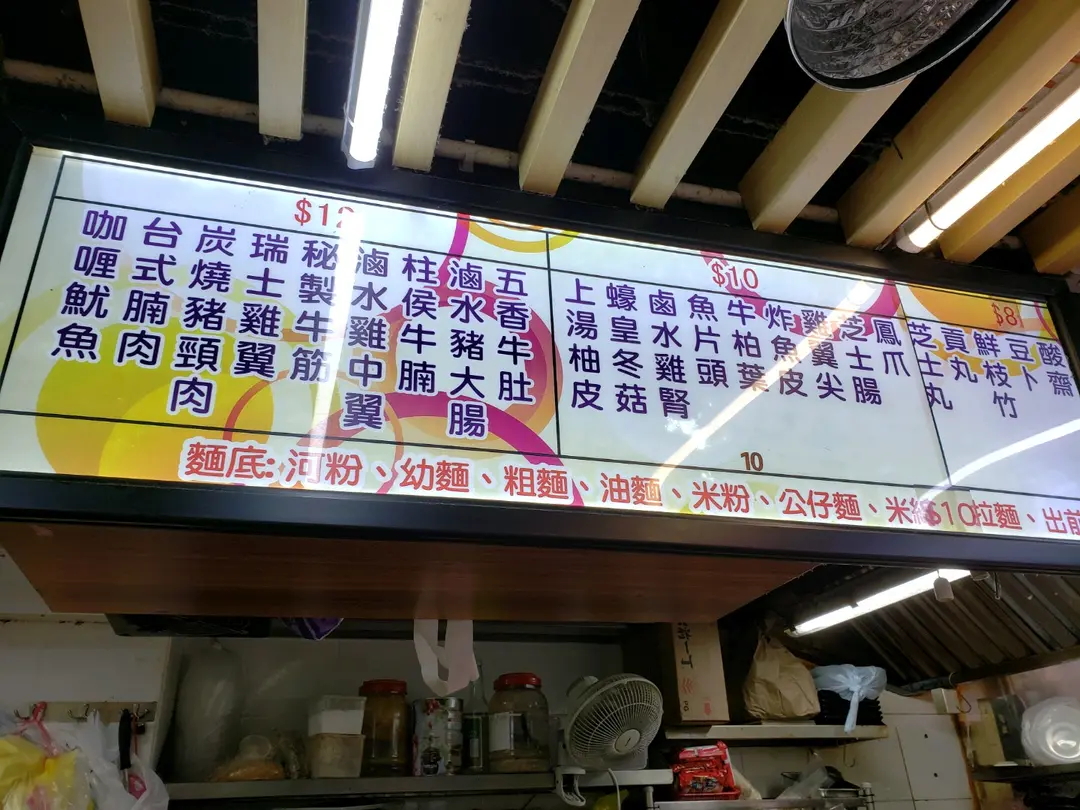 $12
咖喱魷魚
台式腩肉
炭燒豬頸肉
瑞士雞翼
秘製牛筋
滷水雞中翼
柱侯牛腩
滷水豬大腸
五香牛肚
$10
上湯柚皮
蠔皇冬菇
鹵水雞腎
魚片頭
牛柏葉
炸魚皮
雞翼尖
芝士腸
鳳爪
$8
芝士丸
貢丸
鮮枝竹
豆卜
酸齋
10
麵底:河粉、幼麵、粗麵、油麵、米粉、公仔麵、米線$10拉麵、出前